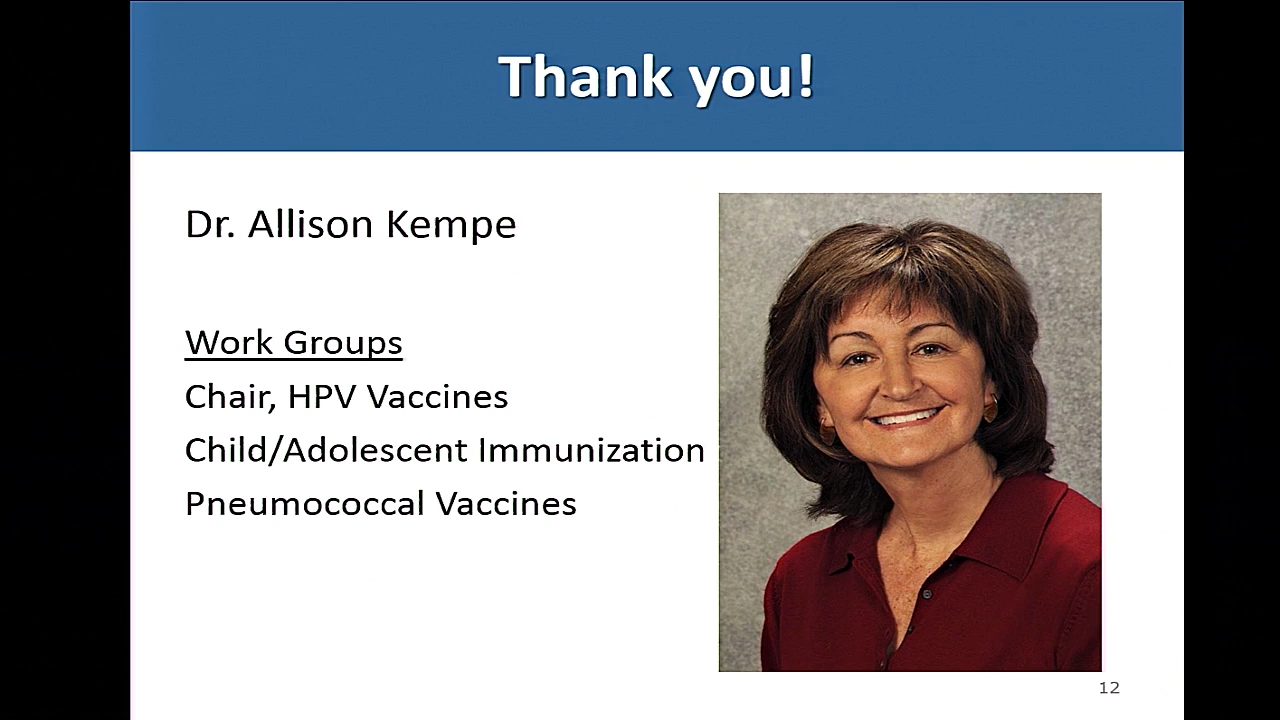 Thank you!
Dr. Allison Kempe
Work Groups
Chair, HPV Vaccines
Child/Adolescent Immunization
Pneumococcal Vaccines
12